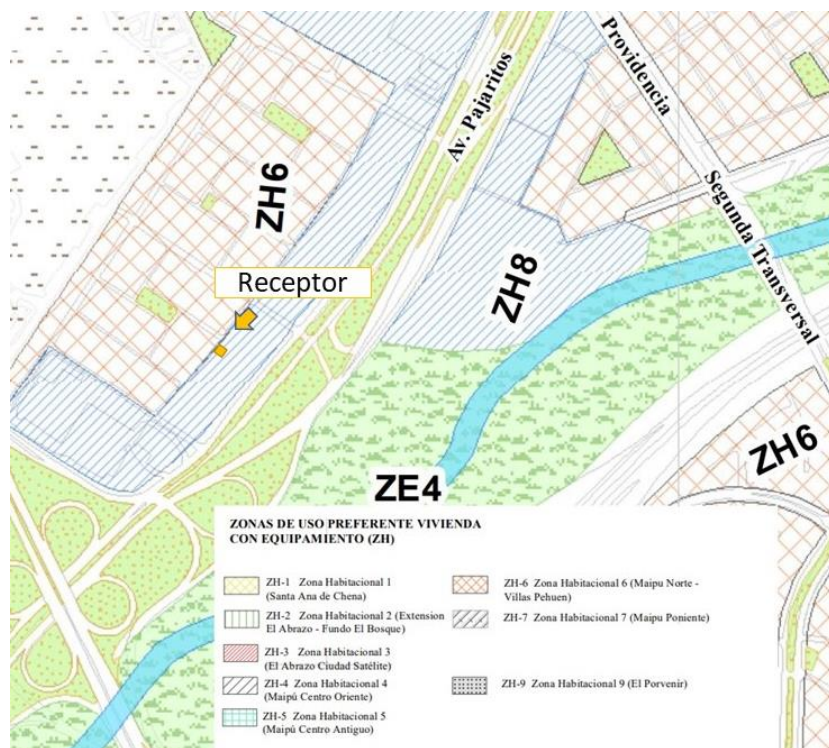 Providencia
Av. Pajaritos
ZH6
Segunda Transversal
Receptor
ZH8
ZH6
ZE4
ZONAS DE USO PREFERENTE VIVIENDA
CON EQUIPAMIENTO (ZH)
ZH-1 Zona Habitacional 1
(Santa Ana de Chena)
ZH-2 Zona Habitacional 2 (Extension
El Abrazo - Fundo El Bosque)
ZH-3 Zona Habitacional 3
(El Abrazo Ciudad Satélite)
ZH-4 Zona Habitacional 4
(Maipú Centro Oriente)
ZH-5 Zona Habitacional 5
(Maipú Centro Antiguo)
ZH-6 Zona Habitacional 6 (Maipu Norte -
Villas Pehuen)
ZH-7 Zona Habitacional 7 (Maipu Poniente)
ZH-9 Zona Habitacional 9 (El Porvenir)